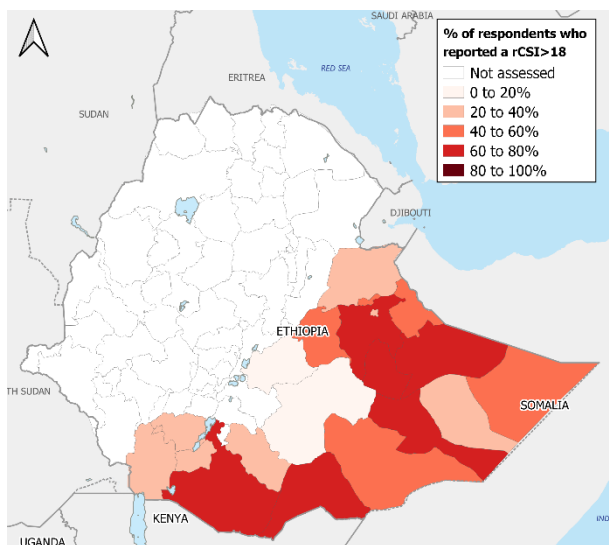 SAUDI ARABIA
% of respondents who
reported a rCSI>18
Not assessed
0 to 20%
20 to 40%
40 to 60%
60 to 80%
80 to 100%
RED SEA
ERITREA
SUDAN
DJIBOUTI
ETHIOPIA
TH SUDAN
SOMALIA
KENYA
UGANDA
IND